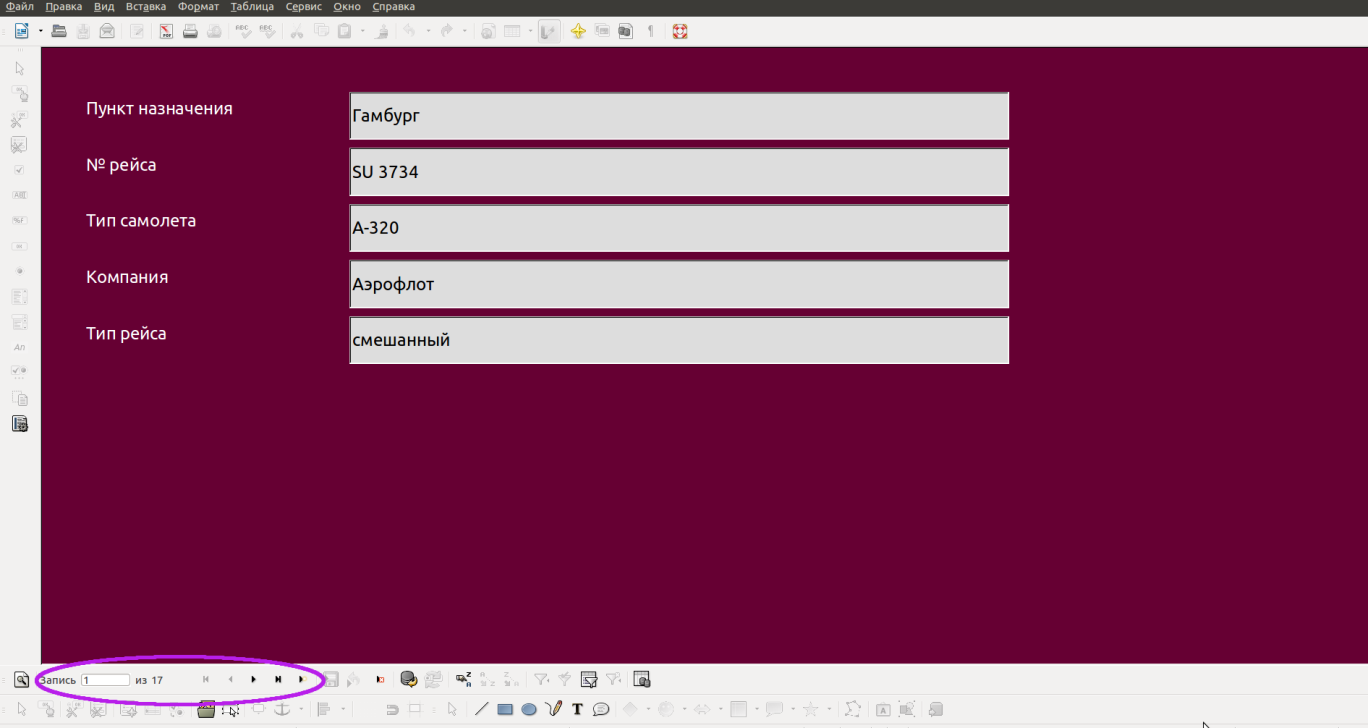 Файл Правка Вид Вставка Формат Таблица Сервис Окно Справка
Пункт назначения Гамбург
№ рейса SU 3734
Тип самолета А-320
Компания Аэрофлот
Тип рейса смешанный
Запись 1 из 17